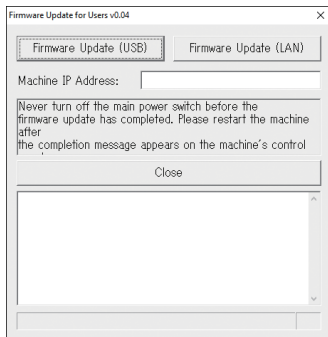 Firmware Update for Users v0.04
Firmware Update (USB)
Firmware Update (LAN)
Machine IP Address:
Never turn off the main power switch before the
firmware update has completed. Please restart the machine
after
the completion message appears on the machine's control
Close